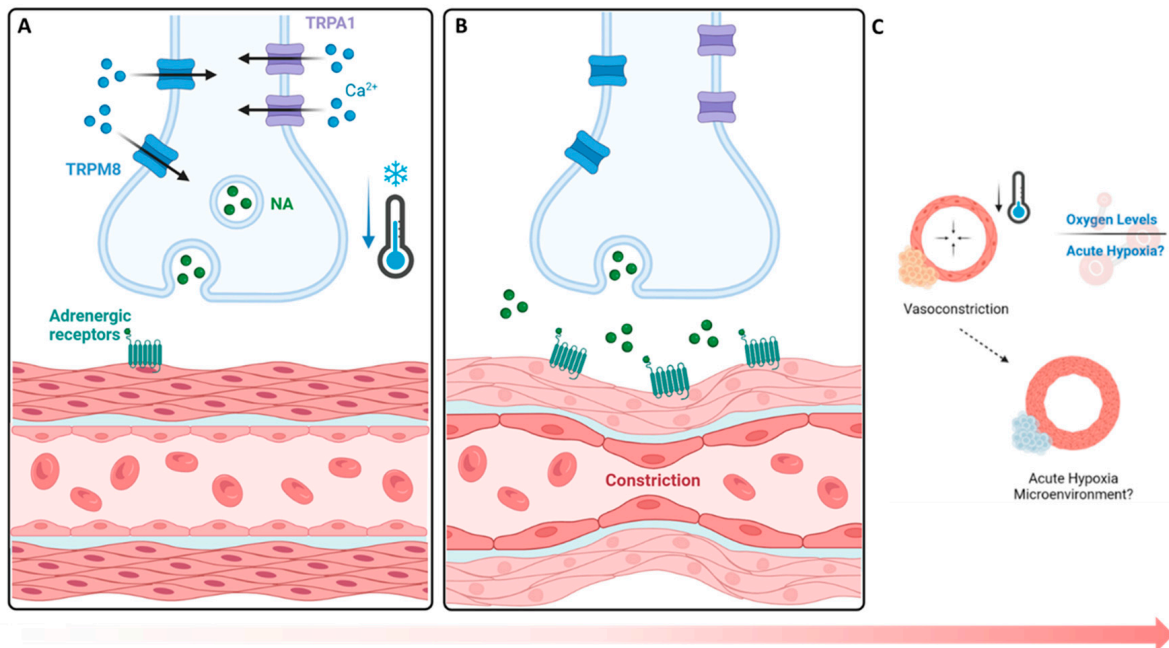 A
TRPA1
Ca²⁺
TRPM8
NA
Adrenergic
receptors
B
Constriction
C
Oxygen Levels
Acute Hypoxia?
Vasoconstriction
Acute Hypoxia
Microenvironment?